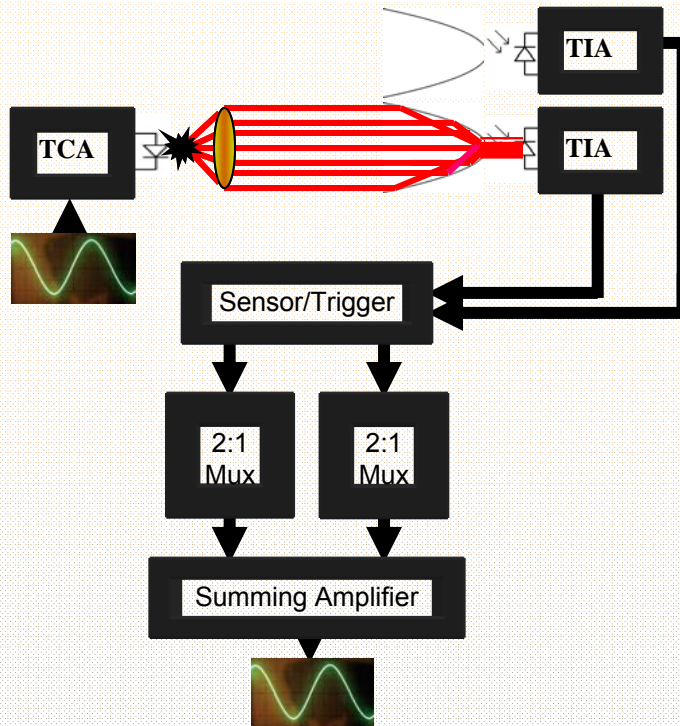 TIA
TCA
TIA
Sensor/Trigger
2:1
Mux
2:1
Mux
Summing Amplifier